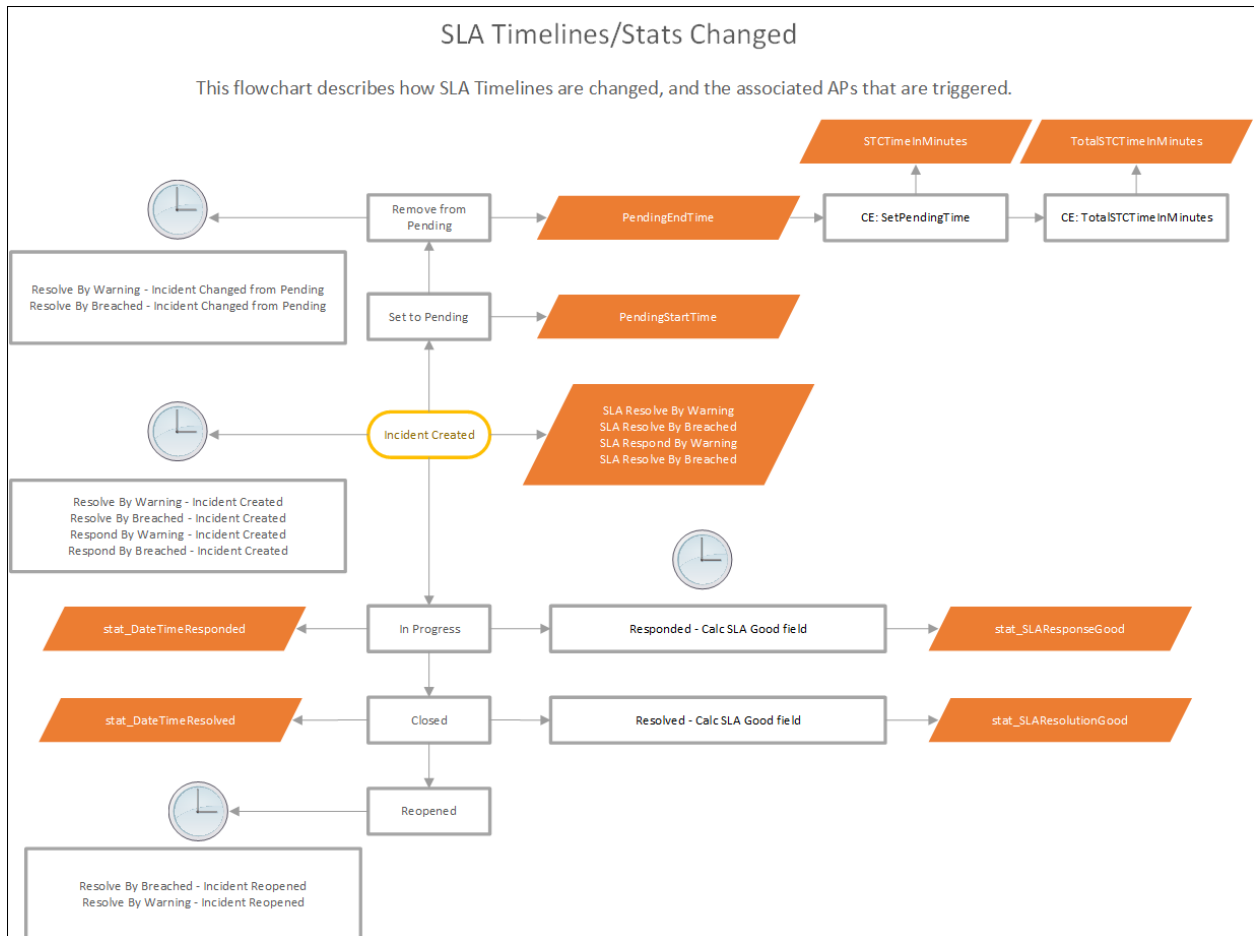 SLA Timelines/Stats Changed
This flowchart describes how SLA Timelines are changed, and the associated APs that are triggered.
STCTimeInMinutes
TotalSTCTimeInMinutes
Remove from
Pending
PendingEndTime
CE: SetPendingTime
CE: TotalSTCTimeInMinutes
Resolve By Warning - Incident Changed from Pending
Resolve By Breached - Incident Changed from Pending
Set to Pending
PendingStartTime
Incident Created
SLA Resolve By Warning
SLA Resolve By Breached
SLA Respond By Warning
SLA Resolve By Breached
Resolve By Warning - Incident Created
Resolve By Breached - Incident Created
Respond By Warning - Incident Created
Respond By Breached - Incident Created
stat_DateTimeResponded
In Progress
Responded - Calc SLA Good field
stat_SLAResponseGood
stat_DateTimeResolved
Closed
Resolved - Calc SLA Good field
stat_SLAResolutionGood
Reopened
Resolve By Breached - Incident Reopened
Resolve By Warning - Incident Reopened